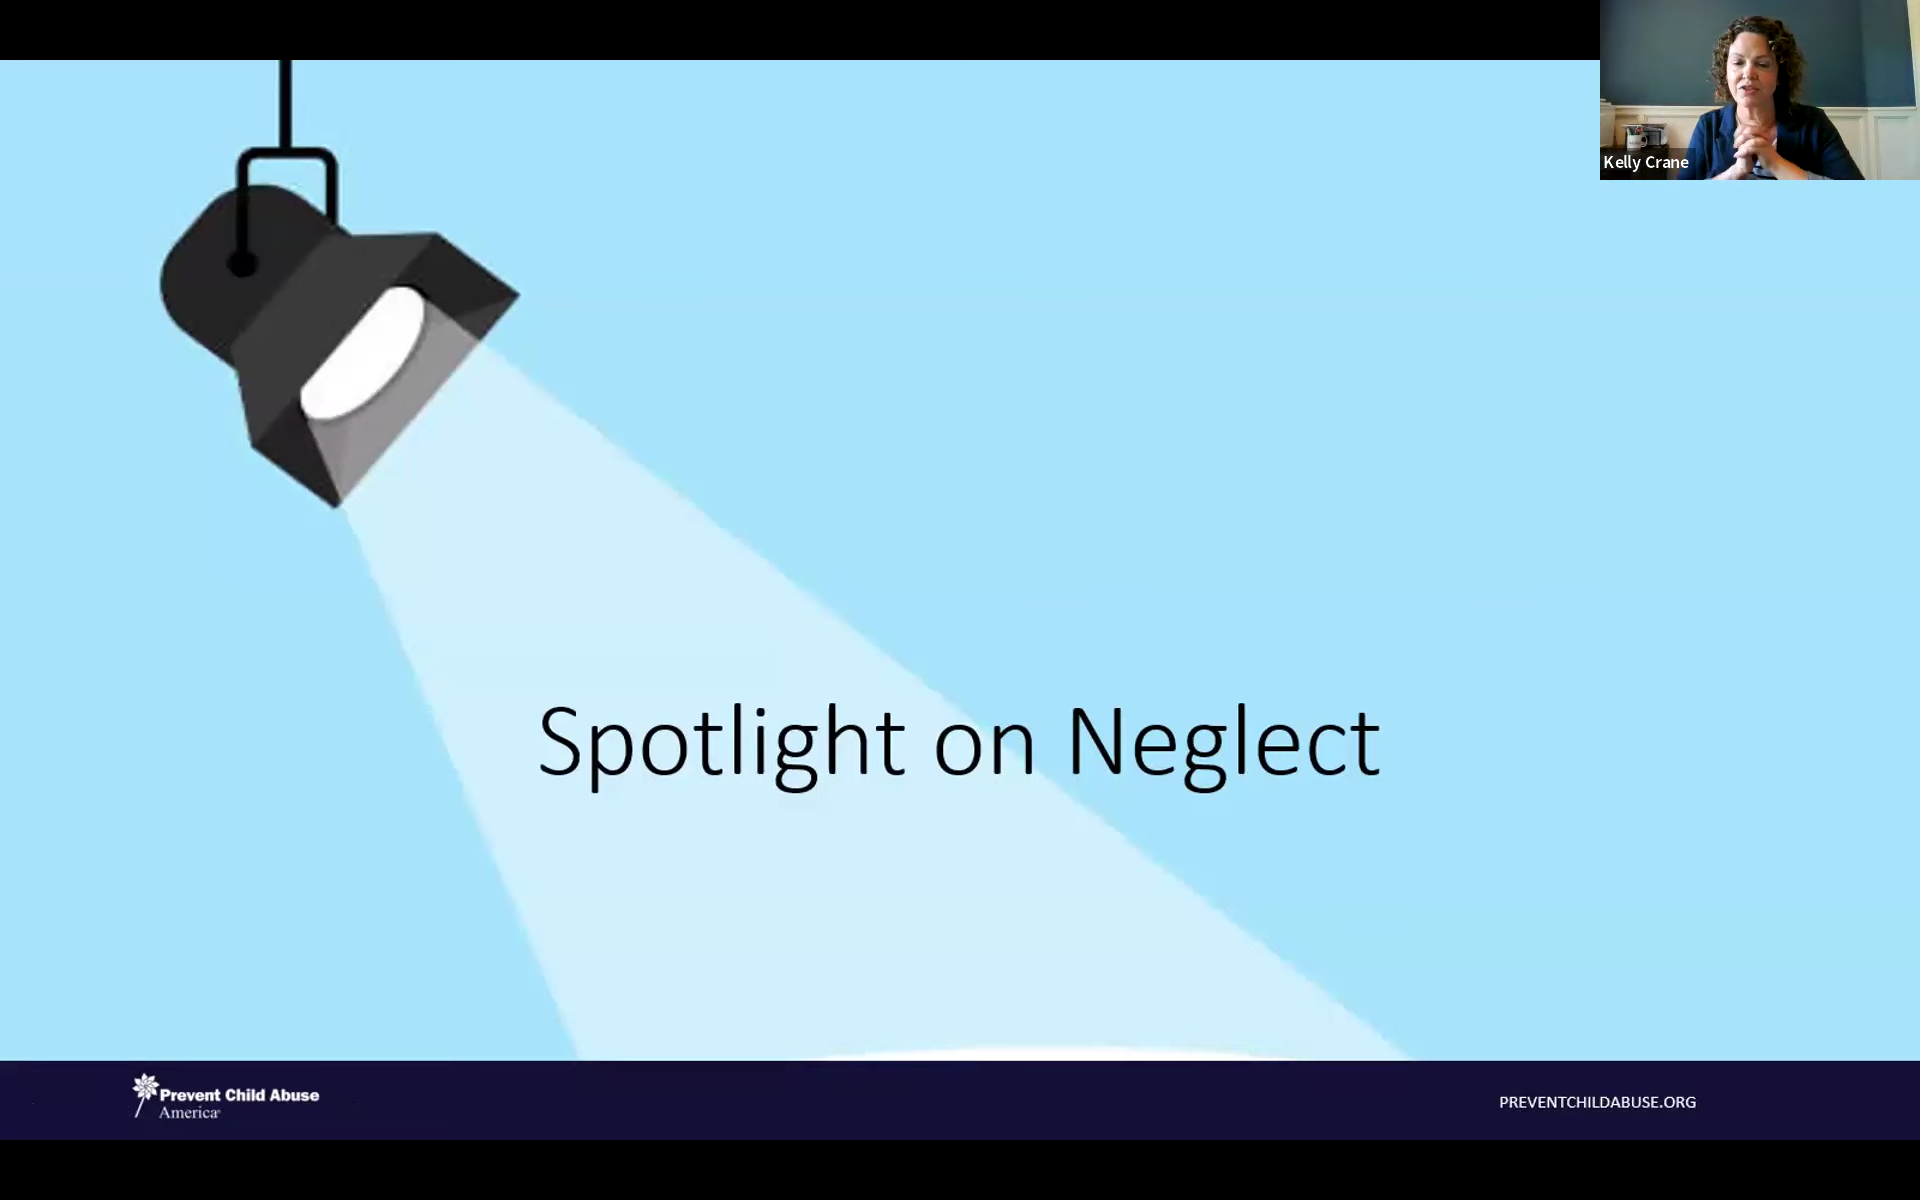 Kelly Crane
Spotlight on Neglect
Prevent Child Abuse
America®
PREVENTCHILDABUSE.ORG